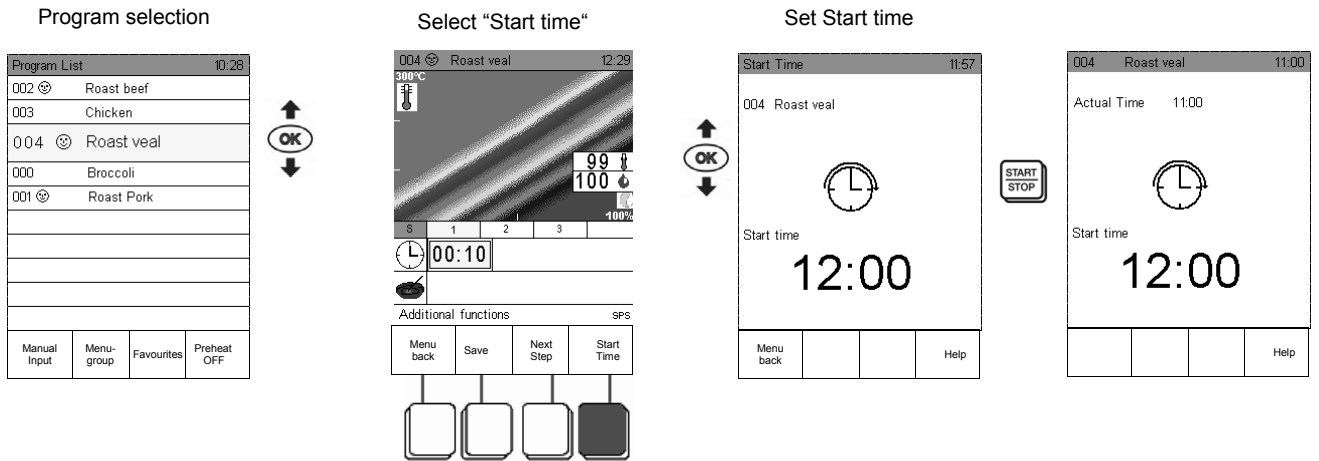 Program selection
Program List 10:28
002 Roast beef
003 Chicken
004 Roast veal
000 Broccoli
001 Roast Pork
Manual Input Menu-group Favourites Preheat OFF
OK
Select “Start time“
004 Roast veal 12:29
300°C
99
100
100%
S 1 2 3
00:10
Additional functions SPS
Menu back Save Next Step Start Time
Set Start time
OK
Start Time 11:57
004 Roast veal
Start time
12:00
Menu back Help
START
STOP
004 Roast veal 11:00
Actual Time 11:00
Start time
12:00
Help